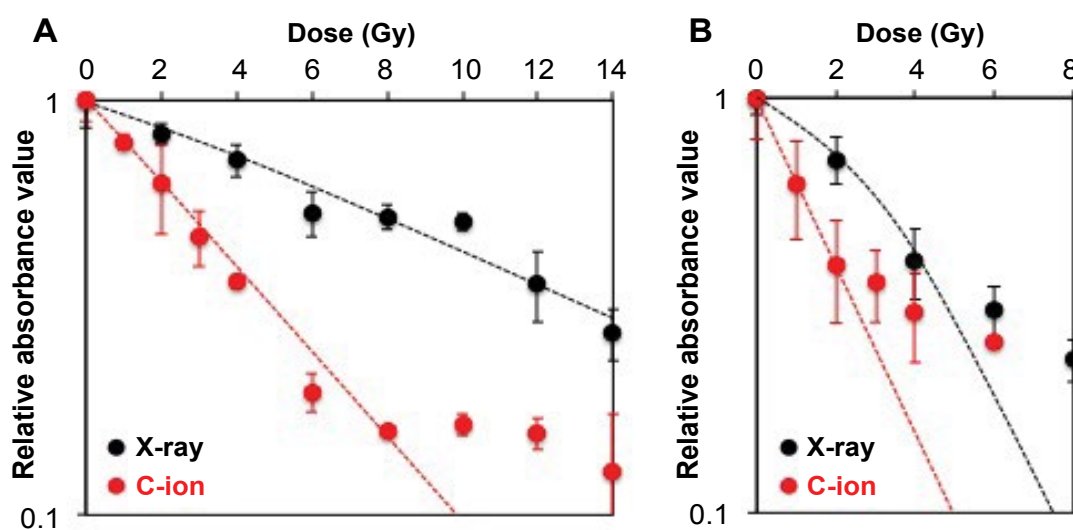 A
Dose (Gy)
0 2 4 6 8 10 12 14
1
Relative absorbance value
0.1
X-ray
C-ion
B
Dose (Gy)
0 2 4 6 8
1
Relative absorbance value
0.1
X-ray
C-ion